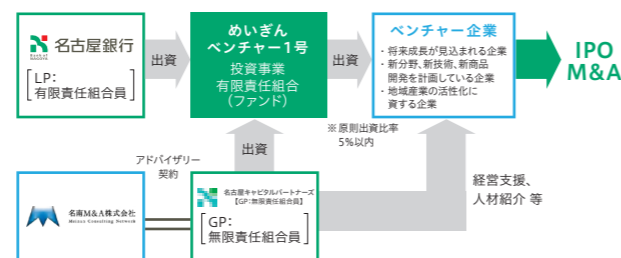 名古屋銀行
LP：
有限責任組合員
出資
めいぎん
ベンチャー1号
投資事業
有限責任組合
（ファンド）
出資
※原則出資比率
5％以内
ベンチャー企業
・将来成長が見込まれる企業
・新分野、新技術、新商品
開発を計画している企業
・地域産業の活性化に
資する企業
IPO
M&A
出資
アドバイザリー
契約
名南M&A株式会社
Meinan Consulting Network
名古屋キャピタルパートナーズ
【GP：無限責任組合員】
GP：
無限責任組合員
経営支援、
人材紹介 等